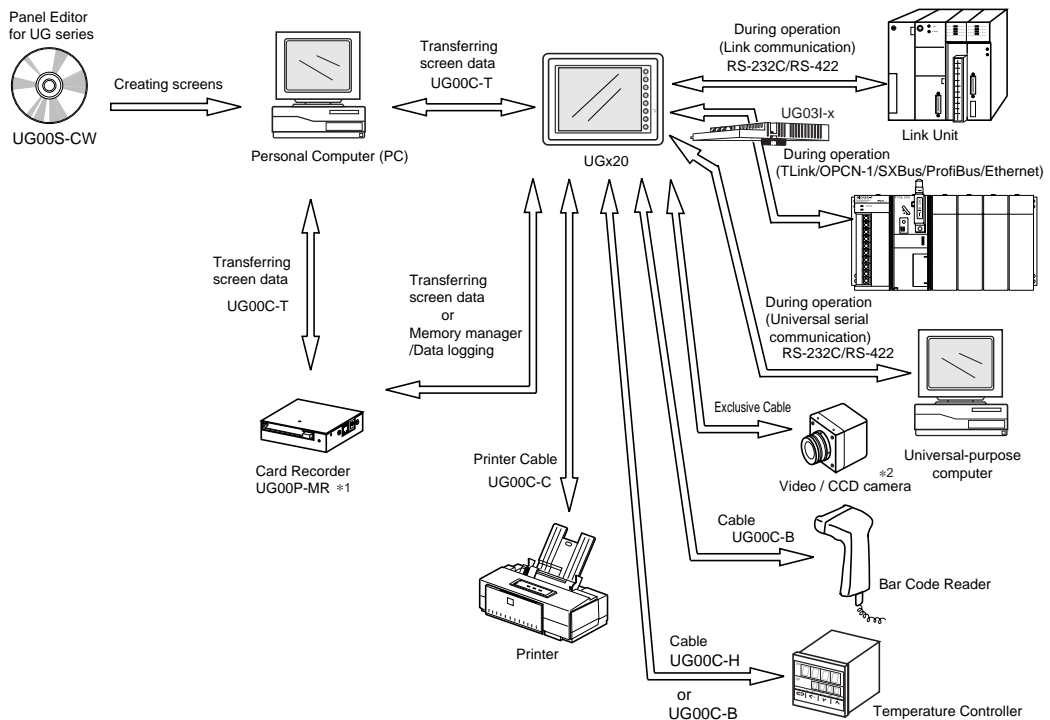 Panel Editor
for UG series
UG00S-CW
Creating screens
Personal Computer (PC)
Transferring
screen data
UG00C-T
UGx20
During operation
(Link communication)
RS-232C/RS-422
Link Unit
UG03I-x
During operation
(TLink/OPCN-1/SXBus/ProfiBus/Ethernet)
Transferring
screen data
UG00C-T
Transferring
screen data
or
Memory manager
/Data logging
During operation
(Universal serial
communication)
RS-232C/RS-422
Universal-purpose
computer
Card Recorder
UG00P-MR *1
Printer Cable
UG00C-C
Printer
Exclusive Cable
*2
Video / CCD camera
Cable
UG00C-B
Bar Code Reader
Cable
UG00C-H
or
UG00C-B
Temperature Controller